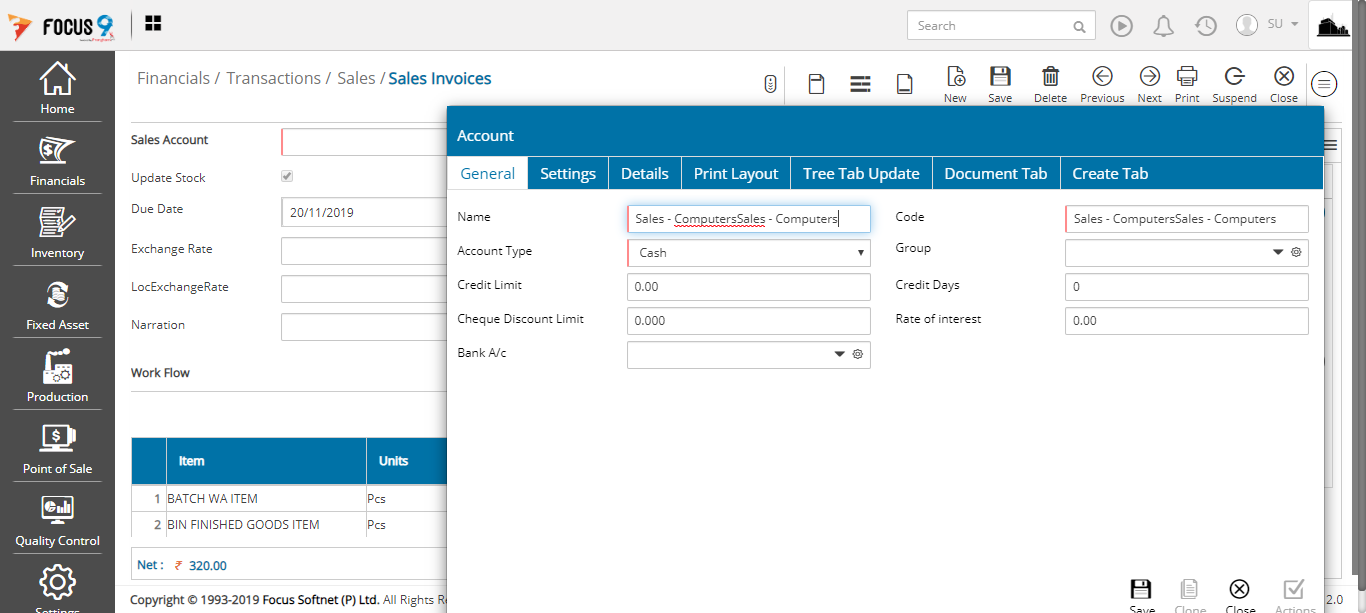 FOCUS 9
Search
SU
Home
Financials
Inventory
Fixed Asset
Production
Point of Sale
Quality Control
Settings
Financials / Transactions / Sales / Sales Invoices
New Save Delete Previous Next Print Suspend Close
Sales Account
Update Stock
Due Date 20/11/2019
Exchange Rate
LocExchangeRate
Narration
Work Flow
Item Units
1 BATCH WA ITEM Pcs
2 BIN FINISHED GOODS ITEM Pcs
Net : ₹ 320.00
Copyright © 1993-2019 Focus Softnet (P) Ltd. All Rights Re
2.0
Account
General Settings Details Print Layout Tree Tab Update Document Tab Create Tab
Name Sales - ComputersSales - Computers Code Sales - ComputersSales - Computers
Account Type Cash Group
Credit Limit 0.00 Credit Days 0
Cheque Discount Limit 0.000 Rate of interest 0.00
Bank A/c
Save Clone Close Actions